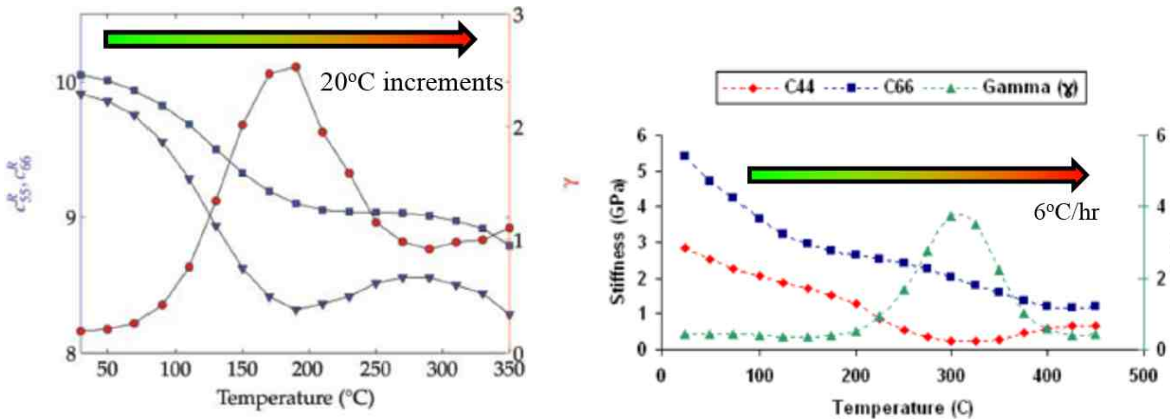 20°C increments
10.
9
8
c^R_55, c^R_66
3
2
1
0
γ
50 100 150 200 250 300 350
Temperature (°C)
C44 C66 Gamma (ɣ)
6°C/hr
6
5
4
3
2
1
0
Stiffness (GPa)
6
4
2
0
0 100 200 300 400 500
Temperature (C)